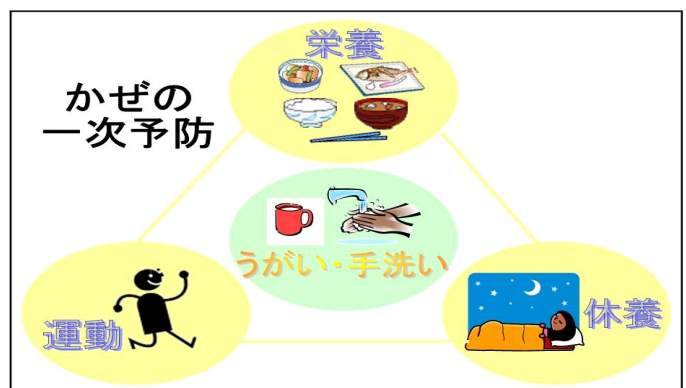 かぜの
一次予防
栄養
うがい・手洗い
運動
休養